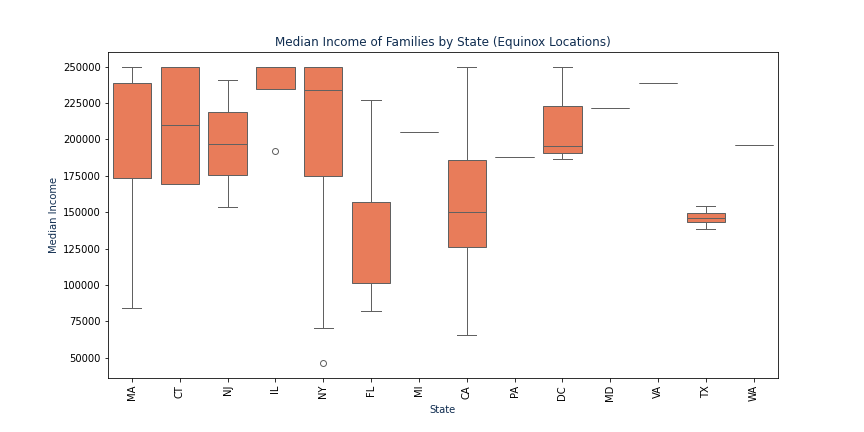 Median Income of Families by State (Equinox Locations)
250000
225000
200000
175000
150000
125000
100000
75000
50000
Median Income
MA
CT
NJ
IL
NY
FL
MI
CA
PA
DC
MD
VA
TX
WA
State